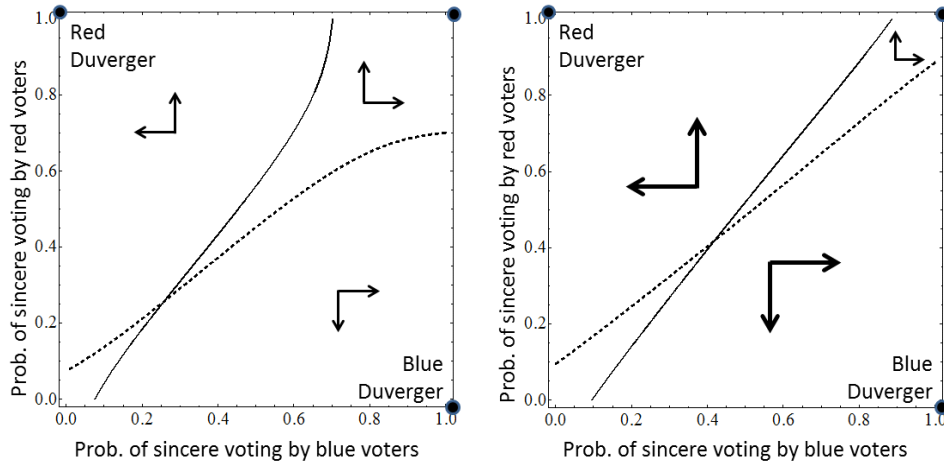 1.0
Red
Duverger
0.8
0.6
0.4
0.2
0.0
Blue
Duverger
0.0 0.2 0.4 0.6 0.8 1.0
Prob. of sincere voting by red voters
Prob. of sincere voting by blue voters
1.0
Red
Duverger
0.8
0.6
0.4
0.2
0.0
Blue
Duverger
0.0 0.2 0.4 0.6 0.8 1.0
Prob. of sincere voting by red voters
Prob. of sincere voting by blue voters